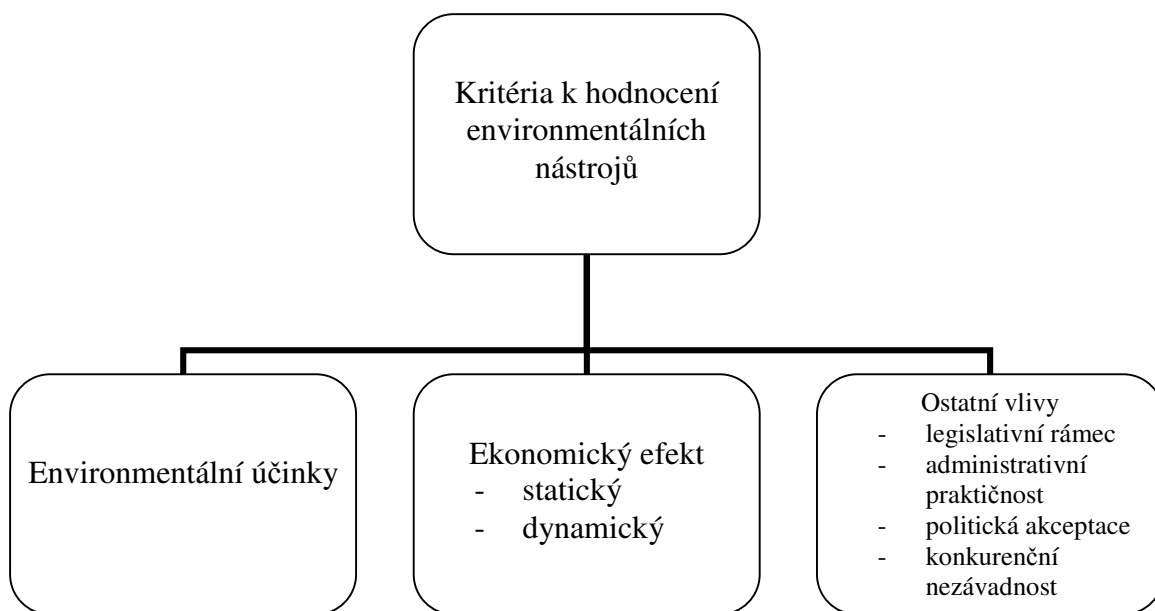 Kritéria k hodnocení
environmentálních
nástrojů
Environmentální účinky
Ekonomický efekt
- statický
- dynamický
Ostatní vlivy
- legislativní rámec
- administrativní
praktičnost
- politická akceptace
- konkurenční
nezávadnost